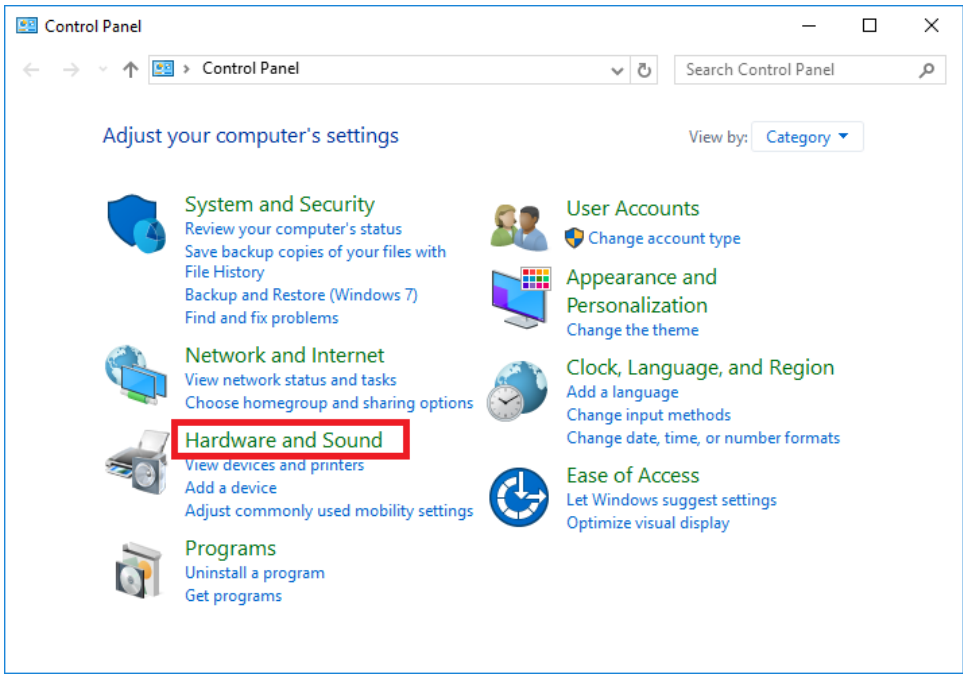 Control Panel
Control Panel
Search Control Panel
Adjust your computer's settings
View by: Category
System and Security
Review your computer's status
Save backup copies of your files with
File History
Backup and Restore (Windows 7)
Find and fix problems
Network and Internet
View network status and tasks
Choose homegroup and sharing options
Hardware and Sound
View devices and printers
Add a device
Adjust commonly used mobility settings
Programs
Uninstall a program
Get programs
User Accounts
Change account type
Appearance and
Personalization
Change the theme
Clock, Language, and Region
Add a language
Change input methods
Change date, time, or number formats
Ease of Access
Let Windows suggest settings
Optimize visual display